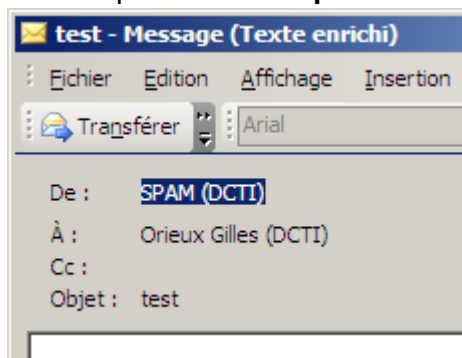 test - Message (Texte enrichi)
Fichier Edition Affichage Insertion
Transférer Arial
De : SPAM (DCTI)
À : Orieux Gilles (DCTI)
Cc :
Objet : test